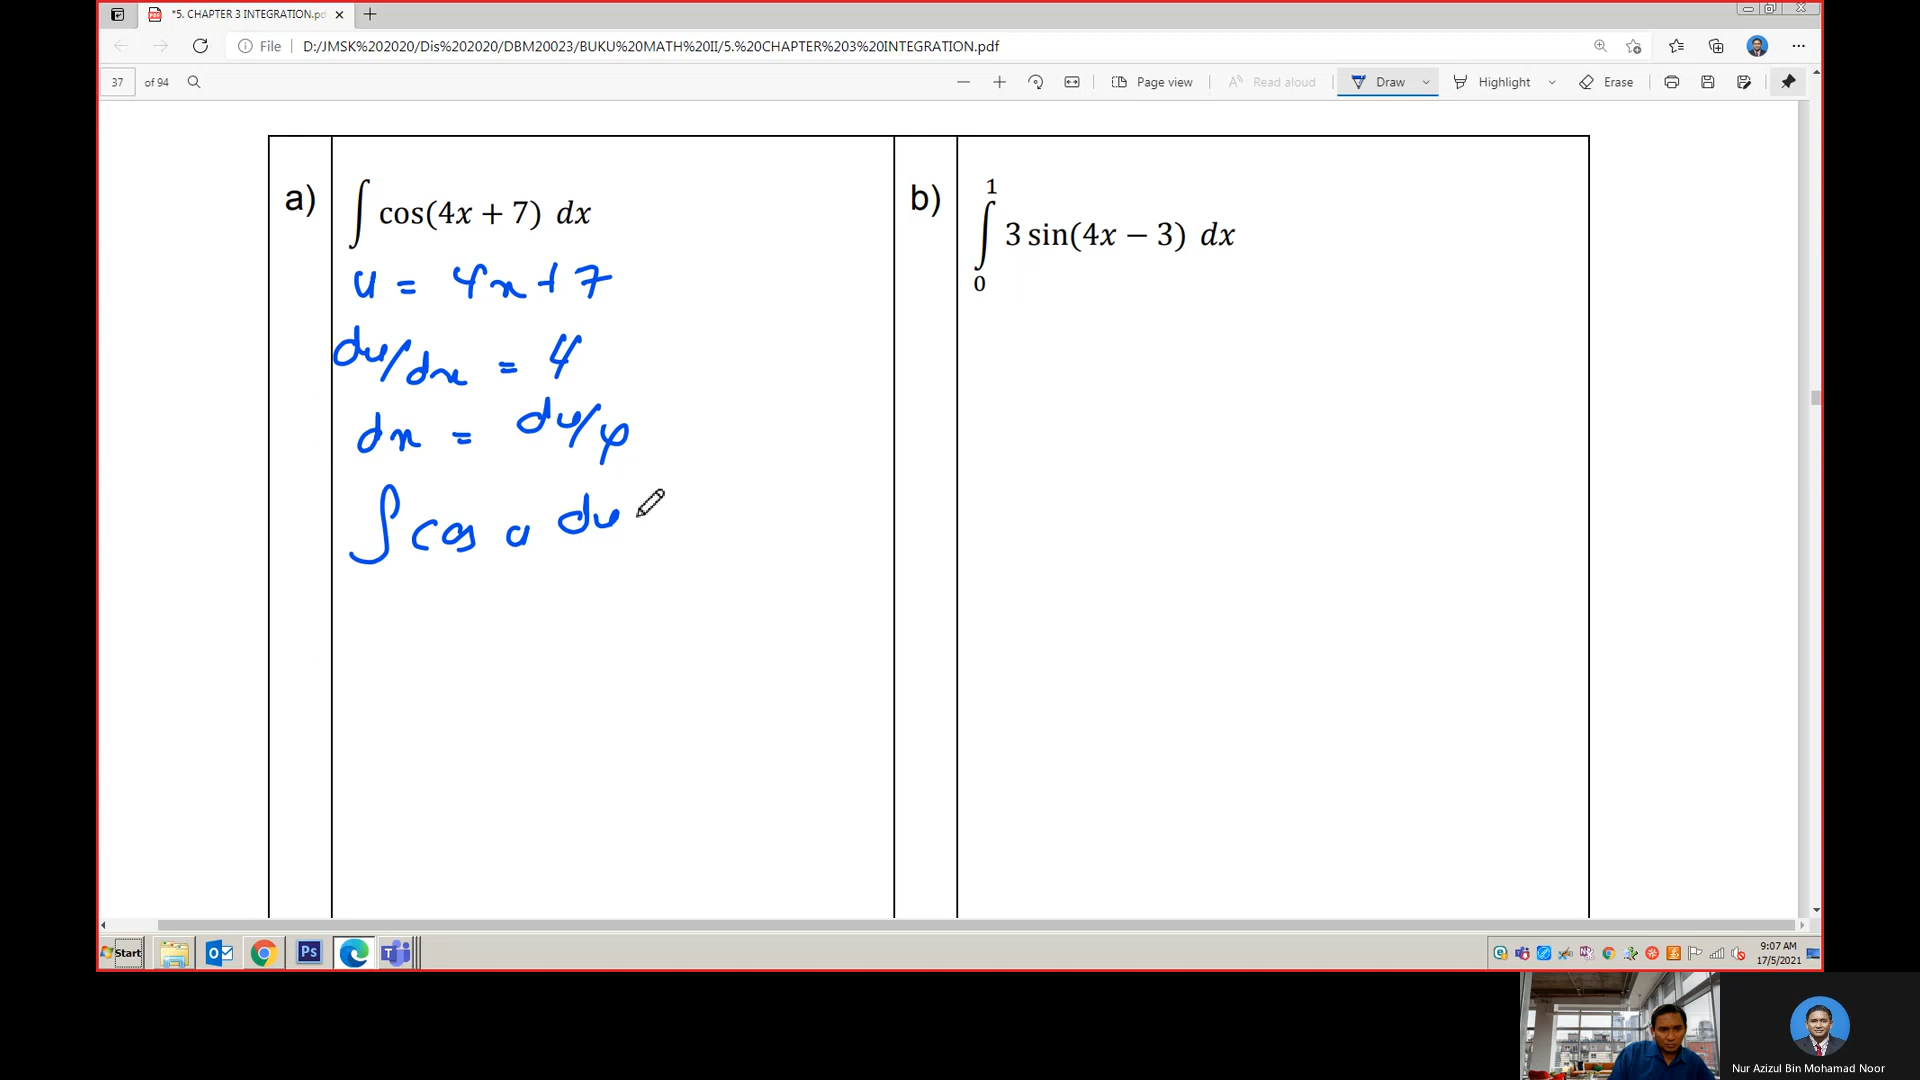 *5. CHAPTER 3 INTEGRATION.pd
File D:/JMSK%202020/Dis%202020/DBM20023/BUKU%20MATH%20II/5.%20CHAPTER%203%20INTEGRATION.pdf
37 of 94 Page view Read aloud Draw Highlight Erase
a) ∫ cos(4x + 7) dx
u = 4x + 7
du/dx = 4
dx = du/4
∫ cos u du
b) ∫₀¹ 3 sin(4x − 3) dx
Start Ps
9:07 AM
17/5/2021
Nur Azizul Bin Mohamad Noor